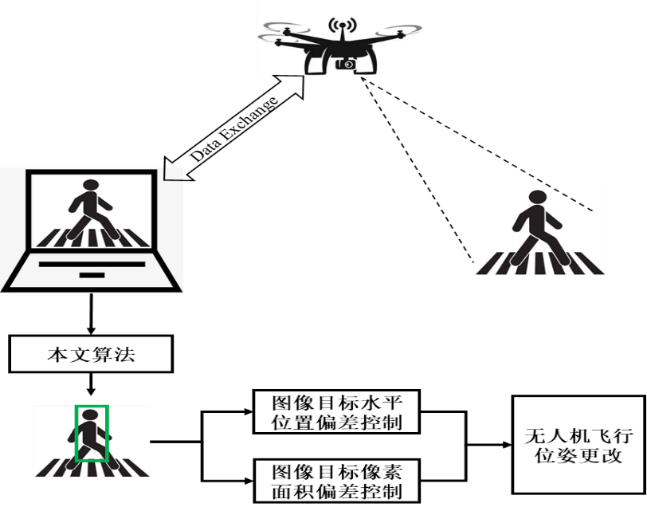 Data Exchange
本文算法
图像目标水平
位置偏差控制
图像目标像素
面积偏差控制
无人机飞行
位姿更改